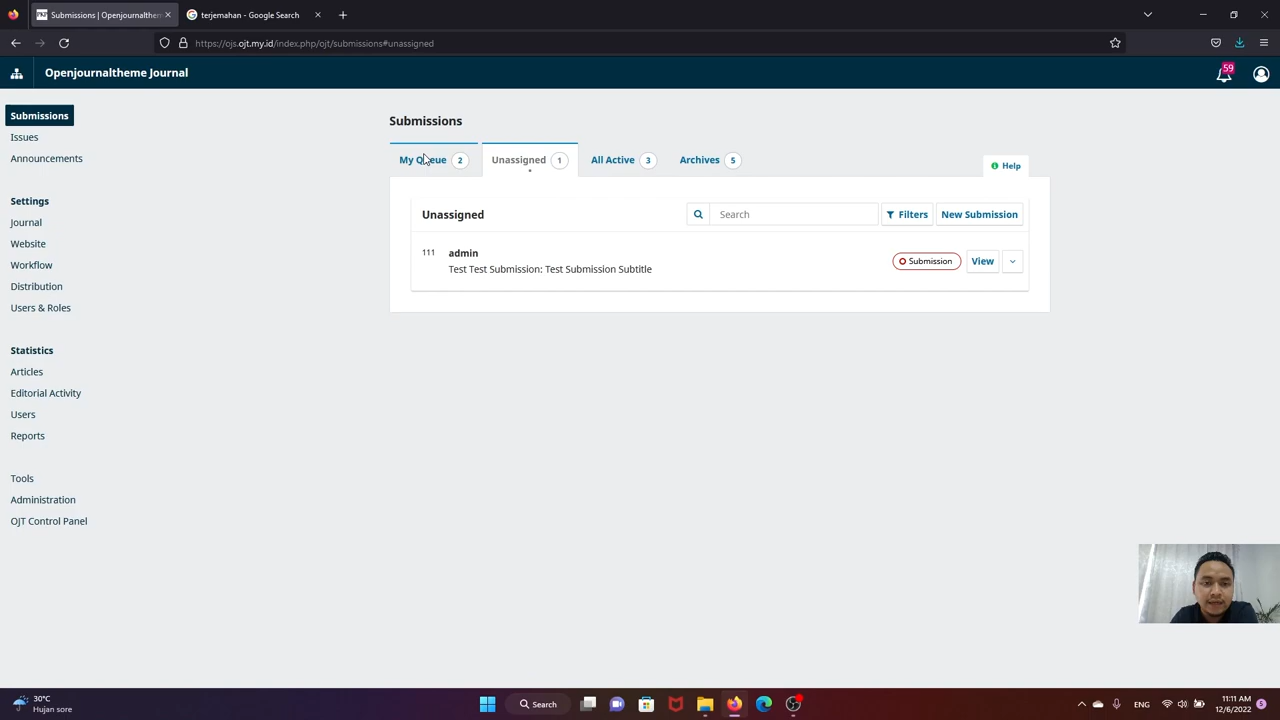 Submissions | Openjournaltheme
terjemahan - Google Search
https://ojs.ojt.my.id/index.php/ojt/submissions#unassigned
Openjournaltheme Journal
59
Submissions
Issues
Announcements
Settings
Journal
Website
Workflow
Distribution
Users & Roles
Statistics
Articles
Editorial Activity
Users
Reports
Tools
Administration
OJT Control Panel
Submissions
My Queue 2
Unassigned 1
All Active 3
Archives 5
Help
Unassigned
Search
Filters
New Submission
111 admin
Test Test Submission: Test Submission Subtitle
Submission
View
30°C
Hujan sore
Search
ENG
11:11 AM
12/6/2022
5